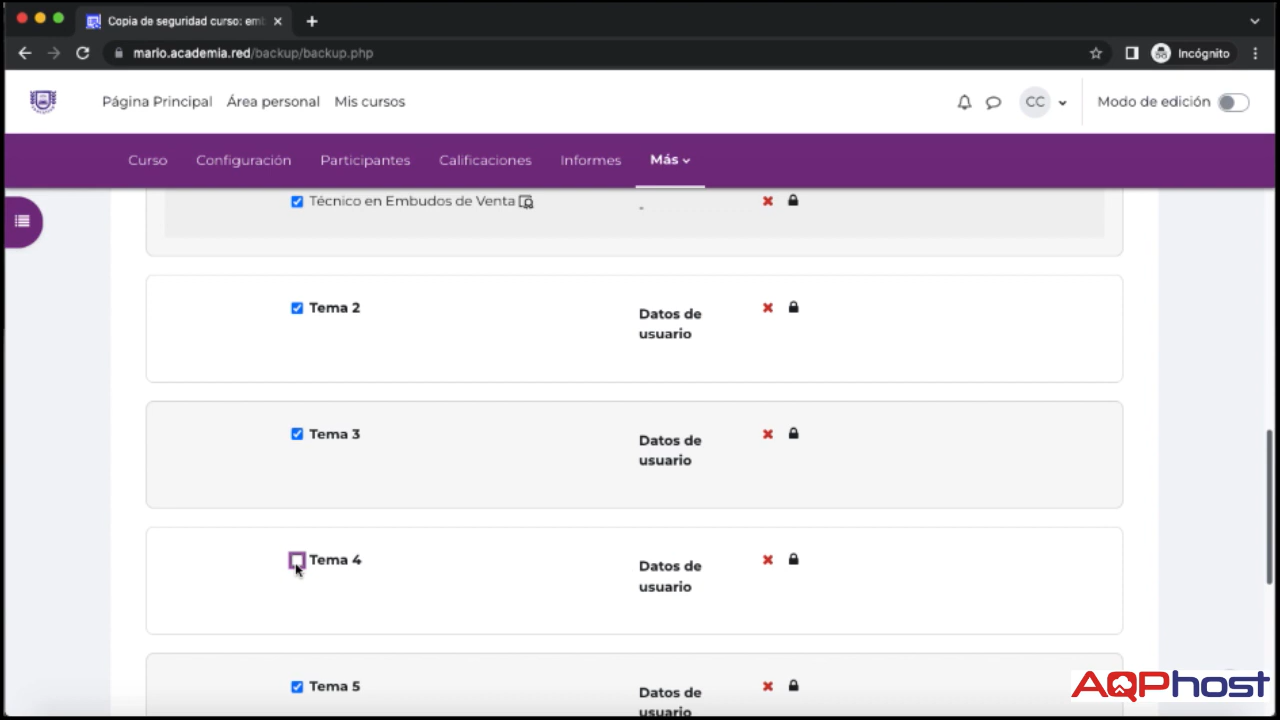 Copia de seguridad curso: emb
mario.academia.red/backup/backup.php
Incógnito
Página Principal Área personal Mis cursos
CC
Modo de edición
Curso Configuración Participantes Calificaciones Informes Más
Técnico en Embudos de Venta
-
Tema 2
Datos de
usuario
Tema 3
Datos de
usuario
Tema 4
Datos de
usuario
Tema 5
Datos de
usuario
AQPhost